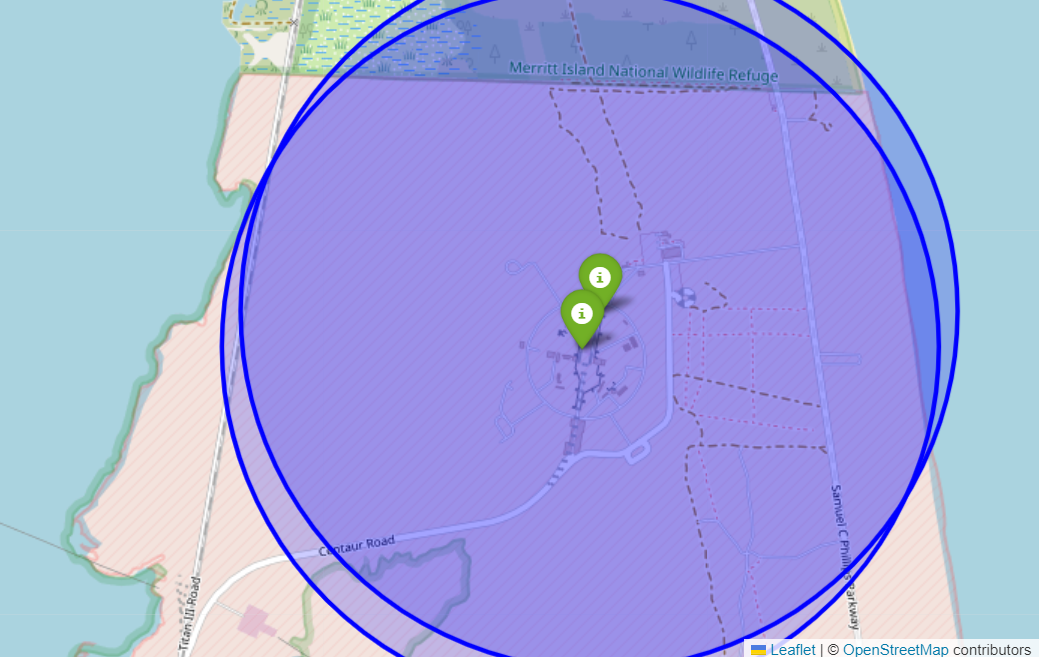 Merritt Island National Wildlife Refuge
Centaur Road
Samuel C Phillips Parkway
Titan III Road
Leaflet | © OpenStreetMap contributors